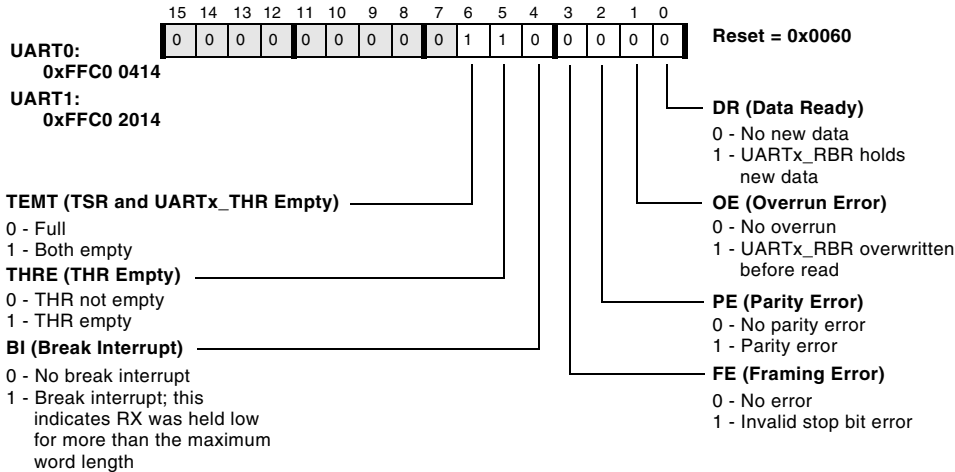 15 14 13 12 11 10 9 8 7 6 5 4 3 2 1 0
0 0 0 0 0 0 0 0 0 1 1 0 0 0 0 0
Reset = 0x0060
UART0:
0xFFC0 0414
UART1:
0xFFC0 2014
DR (Data Ready)
0 - No new data
1 - UARTx_RBR holds
new data
TEMT (TSR and UARTx_THR Empty)
0 - Full
1 - Both empty
OE (Overrun Error)
0 - No overrun
1 - UARTx_RBR overwritten
before read
THRE (THR Empty)
0 - THR not empty
1 - THR empty
PE (Parity Error)
0 - No parity error
1 - Parity error
BI (Break Interrupt)
0 - No break interrupt
1 - Break interrupt; this
indicates RX was held low
for more than the maximum
word length
FE (Framing Error)
0 - No error
1 - Invalid stop bit error